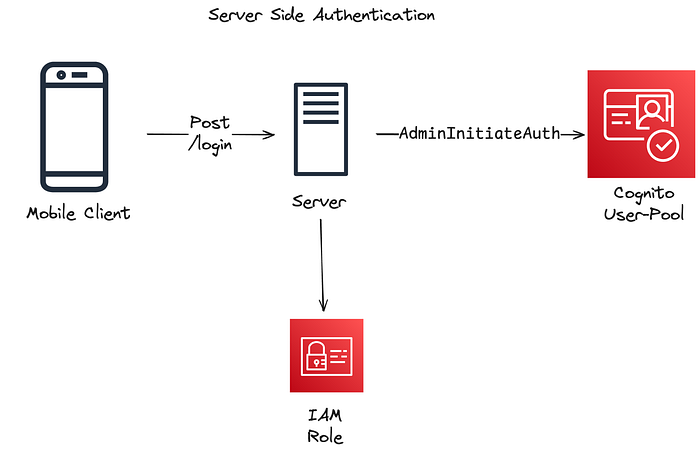 Server Side Authentication
Post
/login
AdminInitiateAuth
Mobile Client
Server
Cognito
User-Pool
IAM
Role